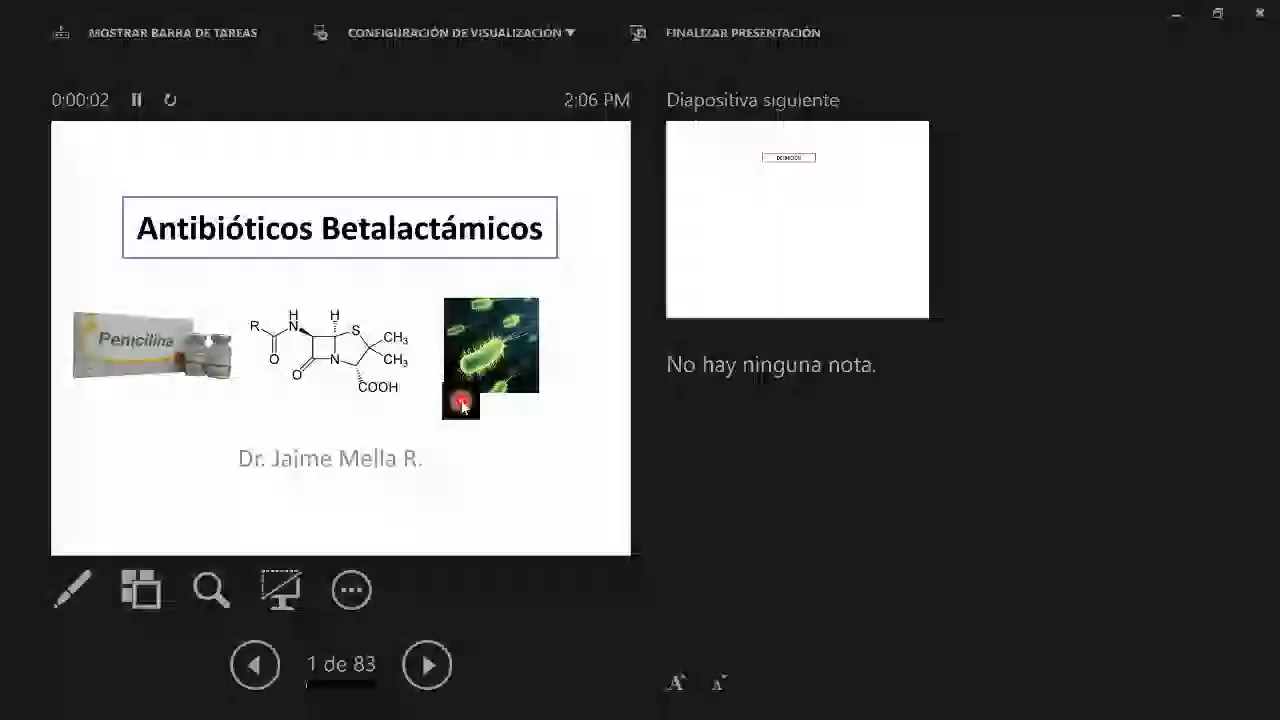 MOSTRAR BARRA DE TAREAS
CONFIGURACIÓN DE VISUALIZACIÓN
FINALIZAR PRESENTACIÓN
0:00:02
2:06 PM
Diapositiva siguiente
DEFINICIÓN
Antibióticos Betalactámicos
Penicilina
R
H
N
H
S
CH3
CH3
O
O
N
COOH
Dr. Jaime Mella R.
No hay ninguna nota.
1 de 83
A
A